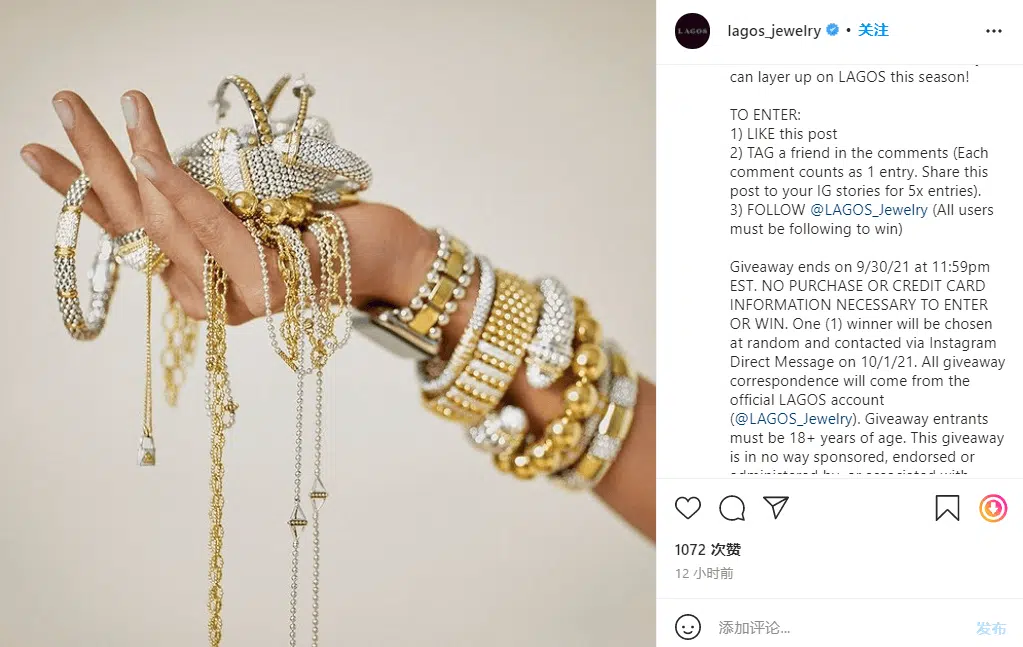 LAGOS
lagos_jewelry • 关注
can layer up on LAGOS this season!
TO ENTER:
1) LIKE this post
2) TAG a friend in the comments (Each
comment counts as 1 entry. Share this
post to your IG stories for 5x entries).
3) FOLLOW @LAGOS_Jewelry (All users
must be following to win)
Giveaway ends on 9/30/21 at 11:59pm
EST. NO PURCHASE OR CREDIT CARD
INFORMATION NECESSARY TO ENTER
OR WIN. One (1) winner will be chosen
at random and contacted via Instagram
Direct Message on 10/1/21. All giveaway
correspondence will come from the
official LAGOS account
(@LAGOS_Jewelry). Giveaway entrants
must be 18+ years of age. This giveaway
is in no way sponsored, endorsed or
administered by, or associated with
1072 次赞
12 小时前
添加评论...
发布